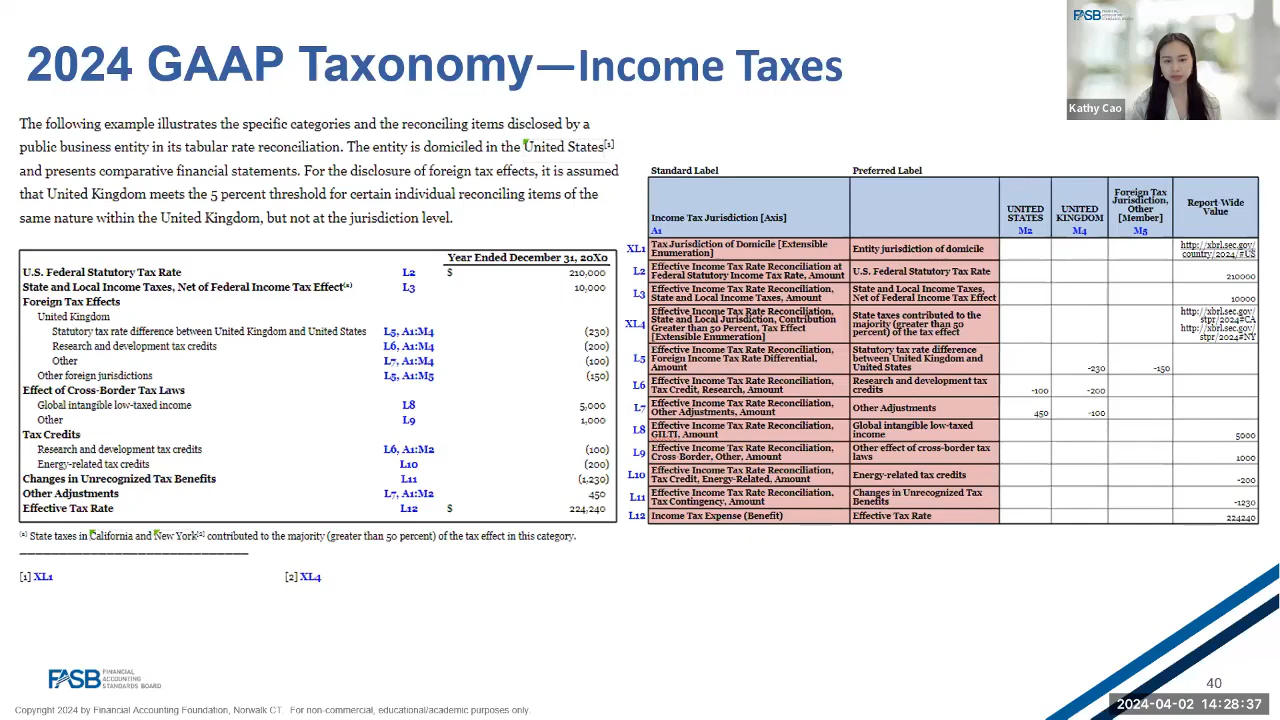 2024 GAAP Taxonomy—Income Taxes
FASB FINANCIAL ACCOUNTING STANDARDS BOARD
Kathy Cao
The following example illustrates the specific categories and the reconciling items disclosed by a
public business entity in its tabular rate reconciliation. The entity is domiciled in the United States[1]
and presents comparative financial statements. For the disclosure of foreign tax effects, it is assumed
that United Kingdom meets the 5 percent threshold for certain individual reconciling items of the
same nature within the United Kingdom, but not at the jurisdiction level.
Year Ended December 31, 20X0
U.S. Federal Statutory Tax Rate L2 $ 210,000
State and Local Income Taxes, Net of Federal Income Tax Effect(a) L3 10,000
Foreign Tax Effects
United Kingdom
Statutory tax rate difference between United Kingdom and United States L5, A1:M4 (230)
Research and development tax credits L6, A1:M4 (200)
Other L7, A1:M4 (100)
Other foreign jurisdictions L5, A1:M5 (150)
Effect of Cross-Border Tax Laws
Global intangible low-taxed income L8 5,000
Other L9 1,000
Tax Credits
Research and development tax credits L6, A1:M2 (100)
Energy-related tax credits L10 (200)
Changes in Unrecognized Tax Benefits L11 (1,230)
Other Adjustments L7, A1:M2 450
Effective Tax Rate L12 $ 224,240
(a) State taxes in California and New York[2] contributed to the majority (greater than 50 percent) of the tax effect in this category.
[1] XL1 [2] XL4
Standard Label Preferred Label
Income Tax Jurisdiction [Axis]
A1
UNITED
STATES
M2
UNITED
KINGDOM
M4
Foreign Tax
Jurisdiction,
Other
[Member]
M5
Report-Wide
Value
XL1
Tax Jurisdiction of Domicile [Extensible
Enumeration]
Entity jurisdiction of domicile
http://xbrl.sec.gov/
country/2024/#US
L2
Effective Income Tax Rate Reconciliation at
Federal Statutory Income Tax Rate, Amount
U.S. Federal Statutory Tax Rate
210000
L3
Effective Income Tax Rate Reconciliation,
State and Local Income Taxes, Amount
State and Local Income Taxes,
Net of Federal Income Tax Effect
10000
XL4
Effective Income Tax Rate Reconciliation,
State and Local Jurisdiction, Contribution
Greater than 50 Percent, Tax Effect
[Extensible Enumeration]
State taxes contributed to the
majority (greater than 50
percent) of the tax effect
http://xbrl.sec.gov/
stpr/2024#CA
http://xbrl.sec.gov/
stpr/2024#NY
L5
Effective Income Tax Rate Reconciliation,
Foreign Income Tax Rate Differential,
Amount
Statutory tax rate difference
between United Kingdom and
United States
-230 -150
L6
Effective Income Tax Rate Reconciliation,
Tax Credit, Research, Amount
Research and development tax
credits
-100 -200
L7
Effective Income Tax Rate Reconciliation,
Other Adjustments, Amount
Other Adjustments
450 -100
L8
Effective Income Tax Rate Reconciliation,
GILTI, Amount
Global intangible low-taxed
income
5000
L9
Effective Income Tax Rate Reconciliation,
Cross-Border, Other, Amount
Other effect of cross-border tax
laws
1000
L10
Effective Income Tax Rate Reconciliation,
Tax Credit, Energy-Related, Amount
Energy-related tax credits
-200
L11
Effective Income Tax Rate Reconciliation,
Tax Contingency, Amount
Changes in Unrecognized Tax
Benefits
-1230
L12
Income Tax Expense (Benefit) Effective Tax Rate 224240
FASB FINANCIAL
ACCOUNTING
STANDARDS BOARD
40
2024-04-02 14:28:37
Copyright 2024 by Financial Accounting Foundation, Norwalk CT. For non-commercial, educational/academic purposes only.